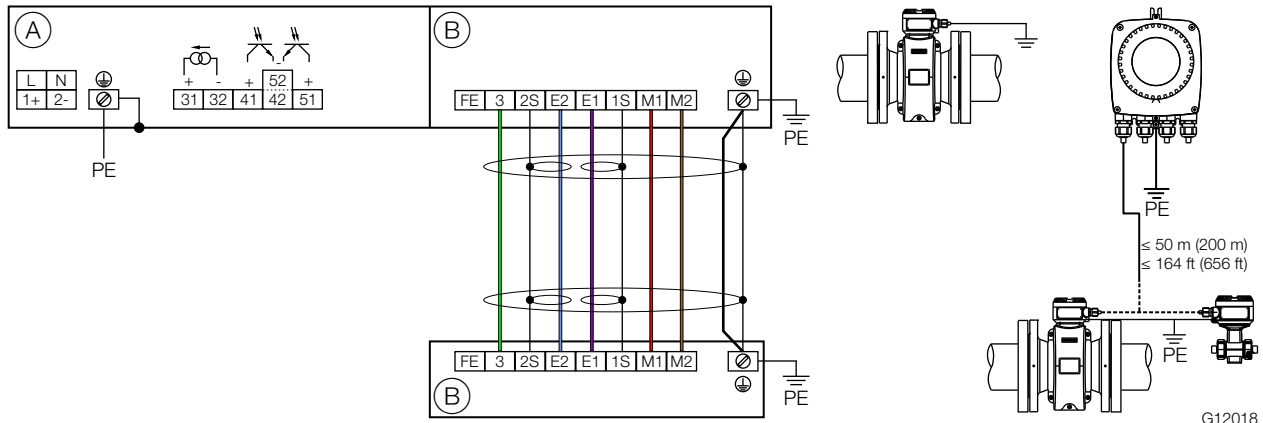 A
B
L N
1+ 2-
+ - + - +
52
31 32 41 42 51
PE
FE 3 2S E2 E1 1S M1 M2
PE
FE 3 2S E2 E1 1S M1 M2
B
PE
PE
≤ 50 m (200 m)
≤ 164 ft (656 ft)
PE
G12018